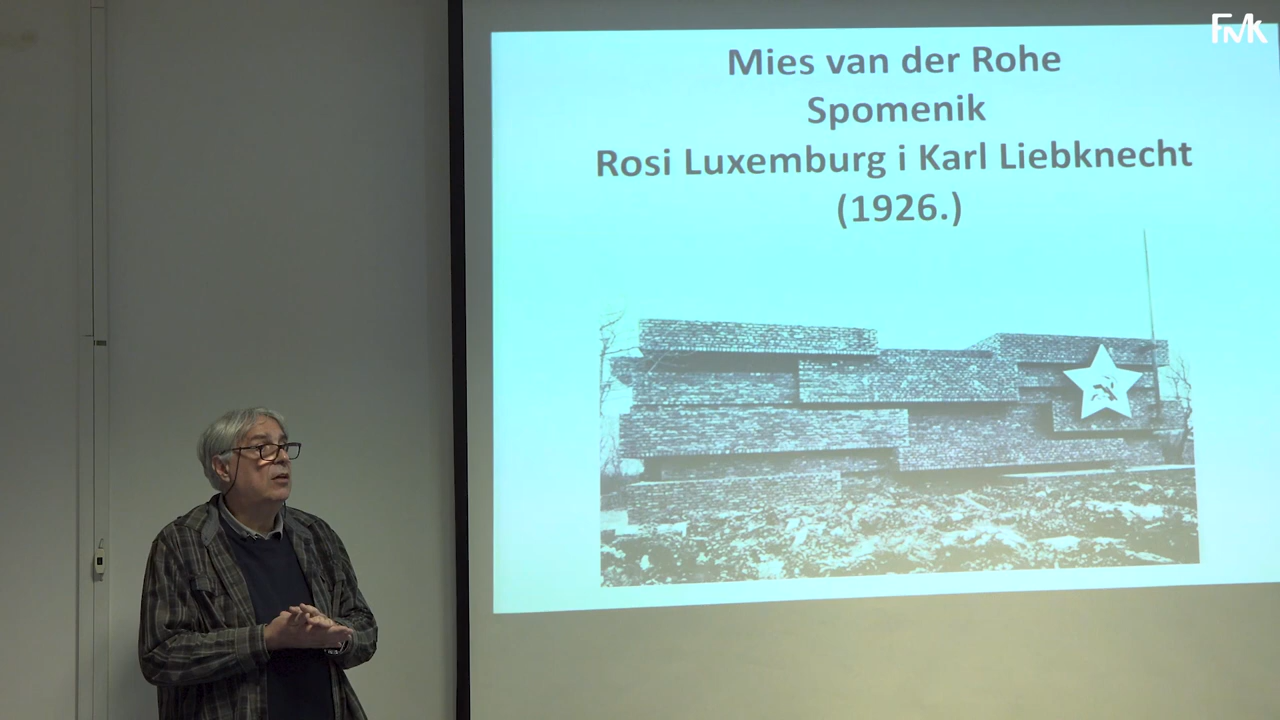 FMK
Mies van der Rohe
Spomenik
Rosi Luxemburg i Karl Liebknecht
(1926.)